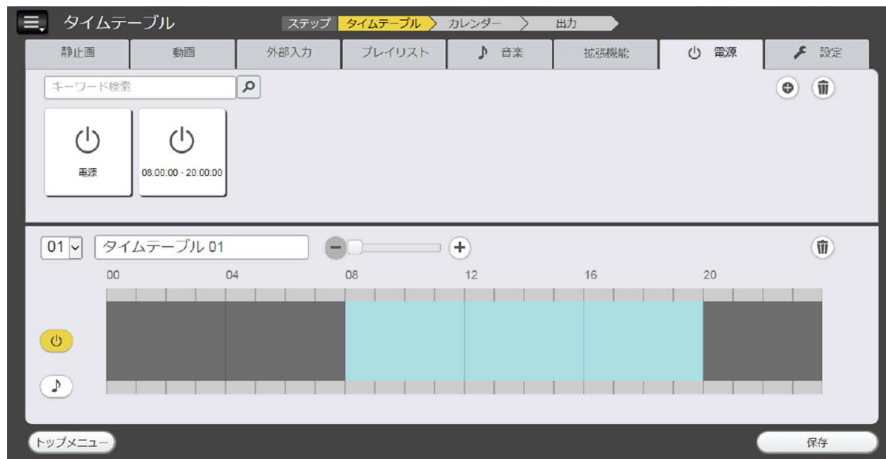 タイムテーブル
ステップ タイムテーブル カレンダー 出力
静止画 動画 外部入力 プレイリスト 音楽 拡張機能 電源 設定
キーワード検索
電源 08:00:00 - 20:00:00
01 タイムテーブル 01
00 04 08 12 16 20
トップメニュー 保存